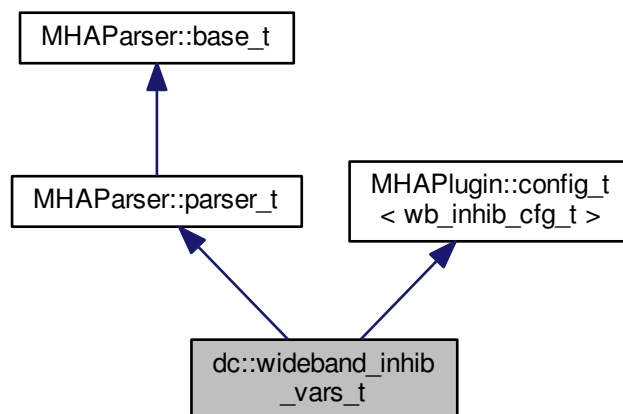 MHAParser::base_t
MHAParser::parser_t
MHAPlugin::config_t
< wb_inhib_cfg_t >
dc::wideband_inhib
_vars_t